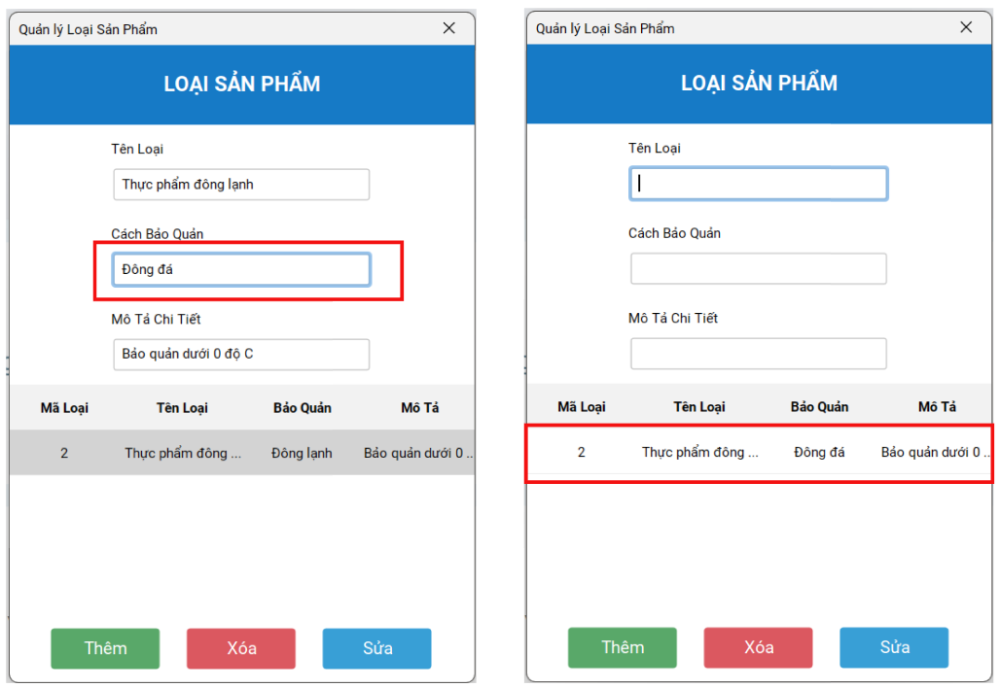 Quản lý Loại Sản Phẩm
LOẠI SẢN PHẨM
Tên Loại
Thực phẩm đông lạnh
Cách Bảo Quản
Đông đá
Mô Tả Chi Tiết
Bảo quản dưới 0 độ C
Mã Loại Tên Loại Bảo Quản Mô Tả
2 Thực phẩm đông ... Đông lạnh Bảo quản dưới 0 ..
Thêm Xóa Sửa
Quản lý Loại Sản Phẩm
LOẠI SẢN PHẨM
Tên Loại
Cách Bảo Quản
Mô Tả Chi Tiết
Mã Loại Tên Loại Bảo Quản Mô Tả
2 Thực phẩm đông ... Đông đá Bảo quản dưới 0 ..
Thêm Xóa Sửa